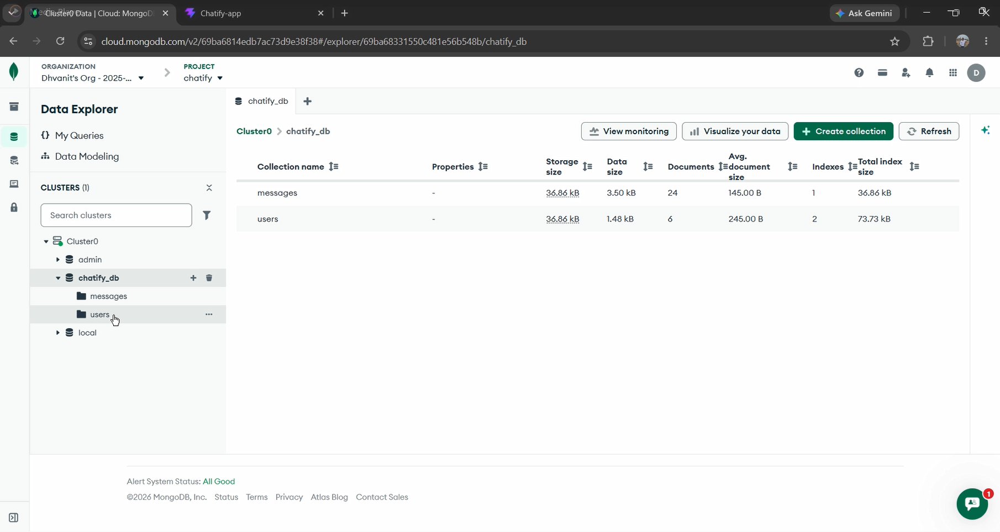 Cluster0 Data | Cloud: MongoD
Chatify-app
Ask Gemini
cloud.mongodb.com/v2/69ba6814edb7ac73d9e38f38#/explorer/69ba68331550c481e56b548b/chatify_db
ORGANIZATION
Dhvanit's Org - 2025-...
PROJECT
chatify
D
Data Explorer
{} My Queries
Data Modeling
CLUSTERS (1)
Search clusters
Cluster0
admin
chatify_db
messages
users
local
chatify_db
Cluster0 > chatify_db
View monitoring
Visualize your data
+ Create collection
Refresh
Collection name Properties Storage size Data size Documents Avg. document size Indexes Total index size
messages - 36.86 kB 3.50 kB 24 145.00 B 1 36.86 kB
users - 36.86 kB 1.48 kB 6 245.00 B 2 73.73 kB
Alert System Status: All Good
©2026 MongoDB, Inc. Status Terms Privacy Atlas Blog Contact Sales
1